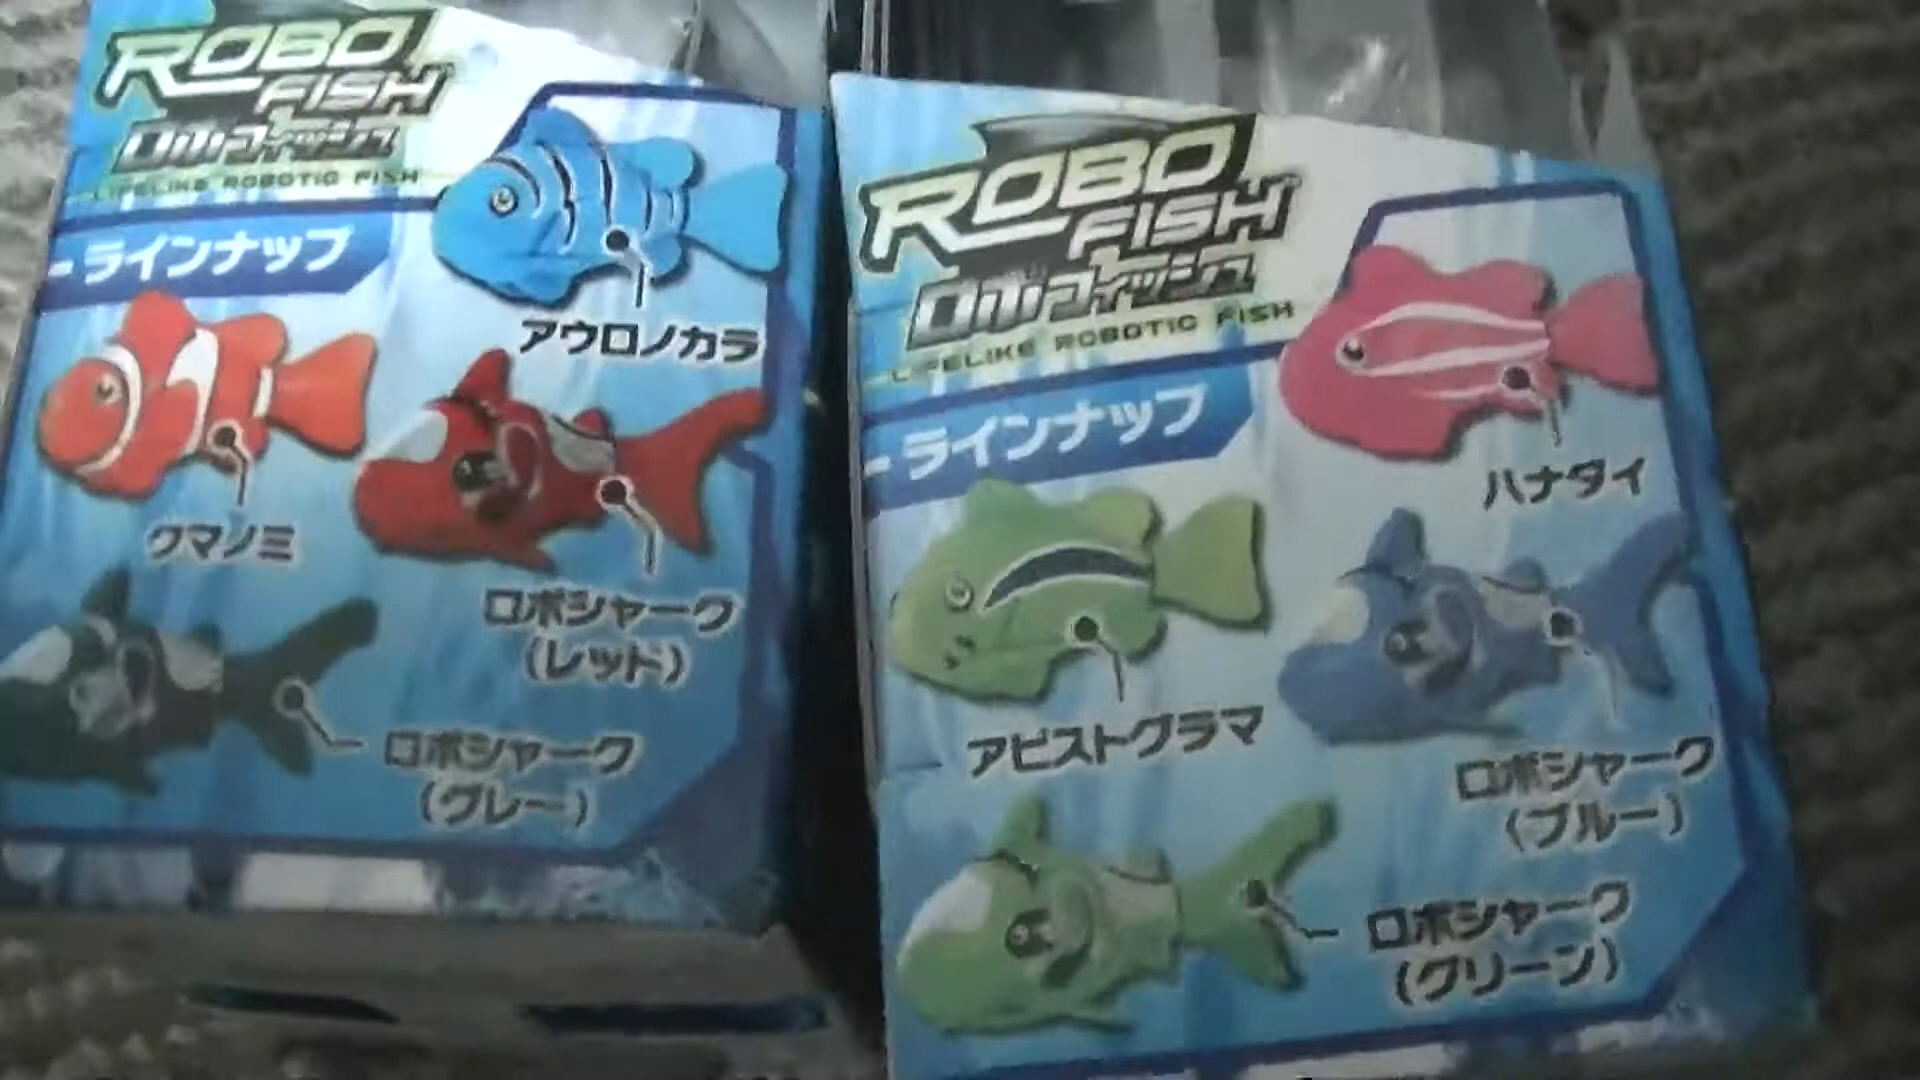 ROBO
FISH
ロボフィッシュ
LIFELIKE ROBOTIC FISH
ラインナップ
アウロノカラ
クマノミ
ロボシャーク
(レッド)
ロボシャーク
(グレー)
ROBO
FISH
ロボフィッシュ
LIFELIKE ROBOTIC FISH
ラインナップ
ハナダイ
アピストグラマ
ロボシャーク
(ブルー)
ロボシャーク
(グリーン)